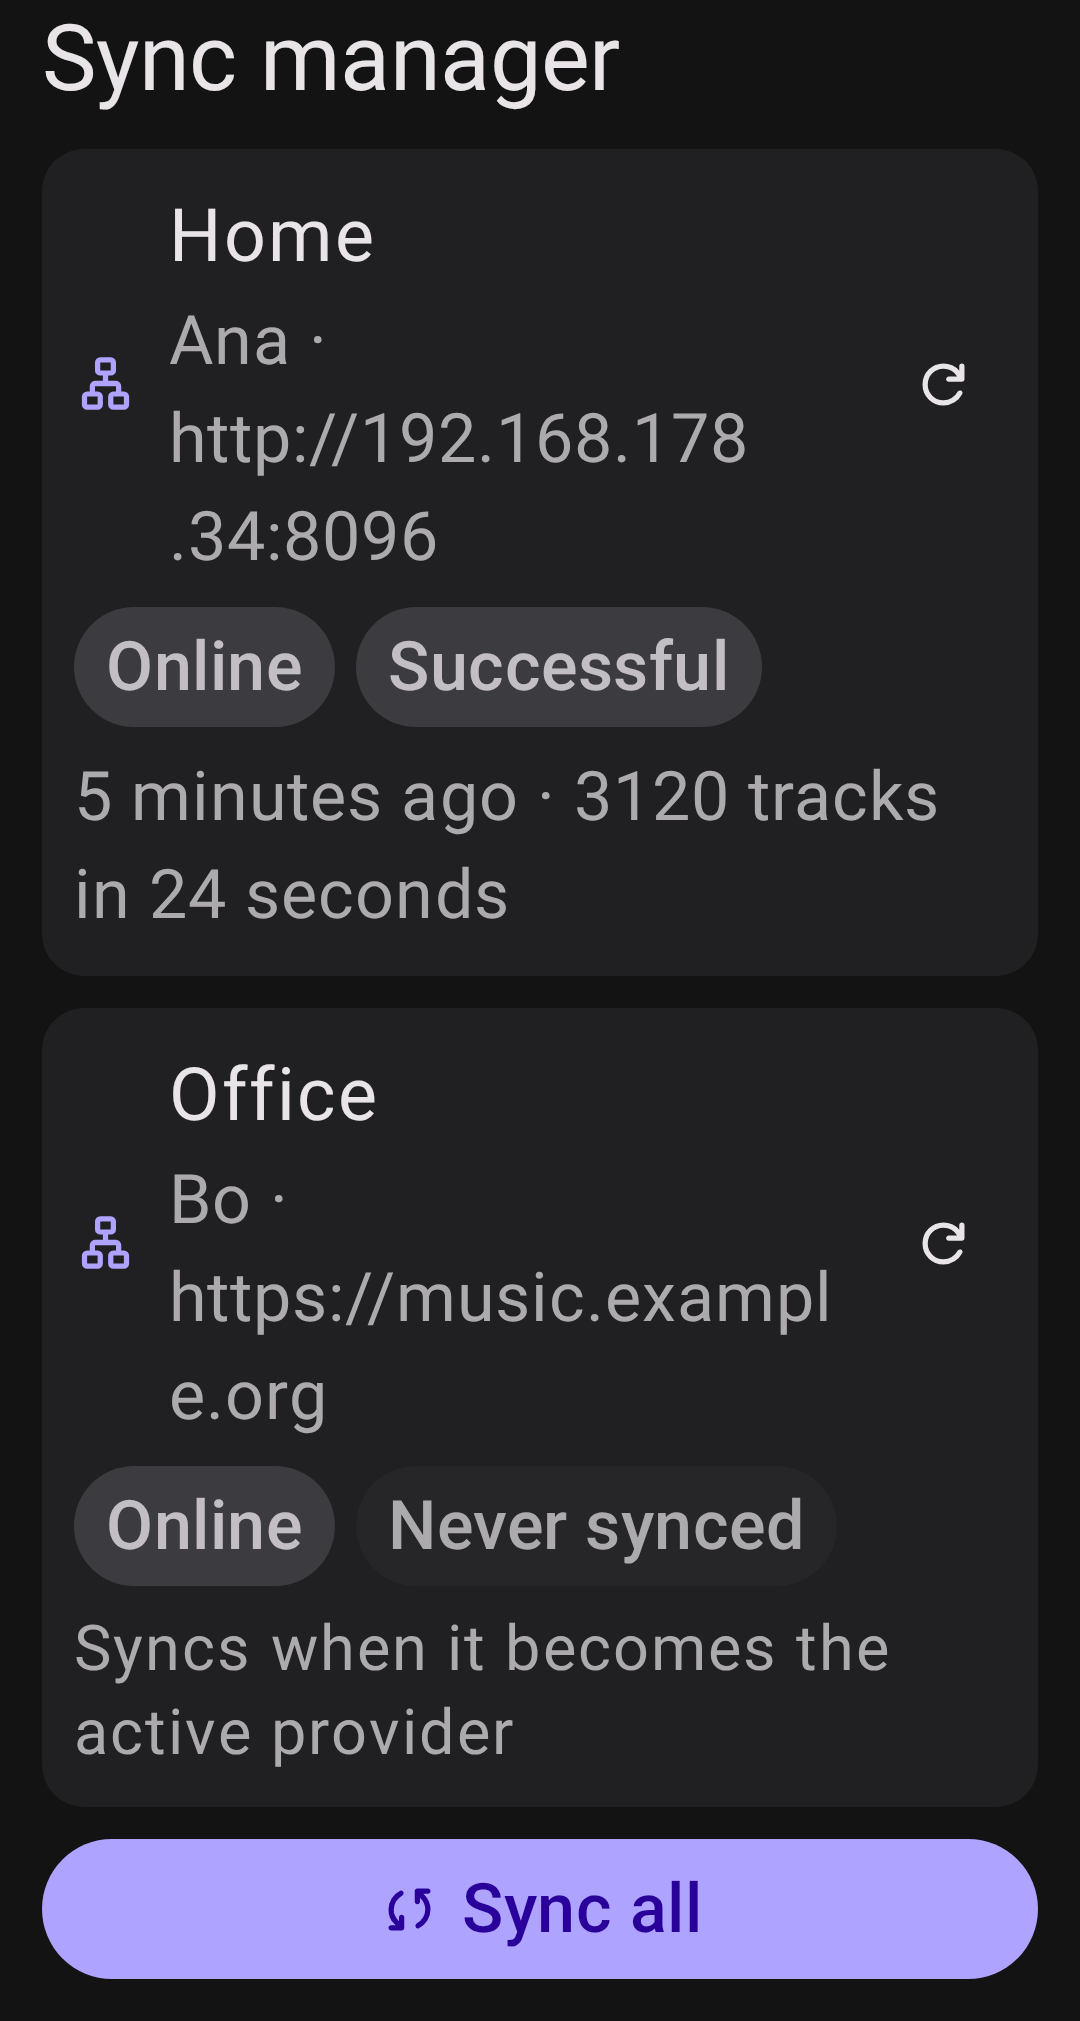 Sync manager
Home
Ana ·
http://192.168.178
.34:8096
Online Successful
5 minutes ago · 3120 tracks
in 24 seconds
Office
Bo ·
https://music.exampl
e.org
Online Never synced
Syncs when it becomes the
active provider
Sync all